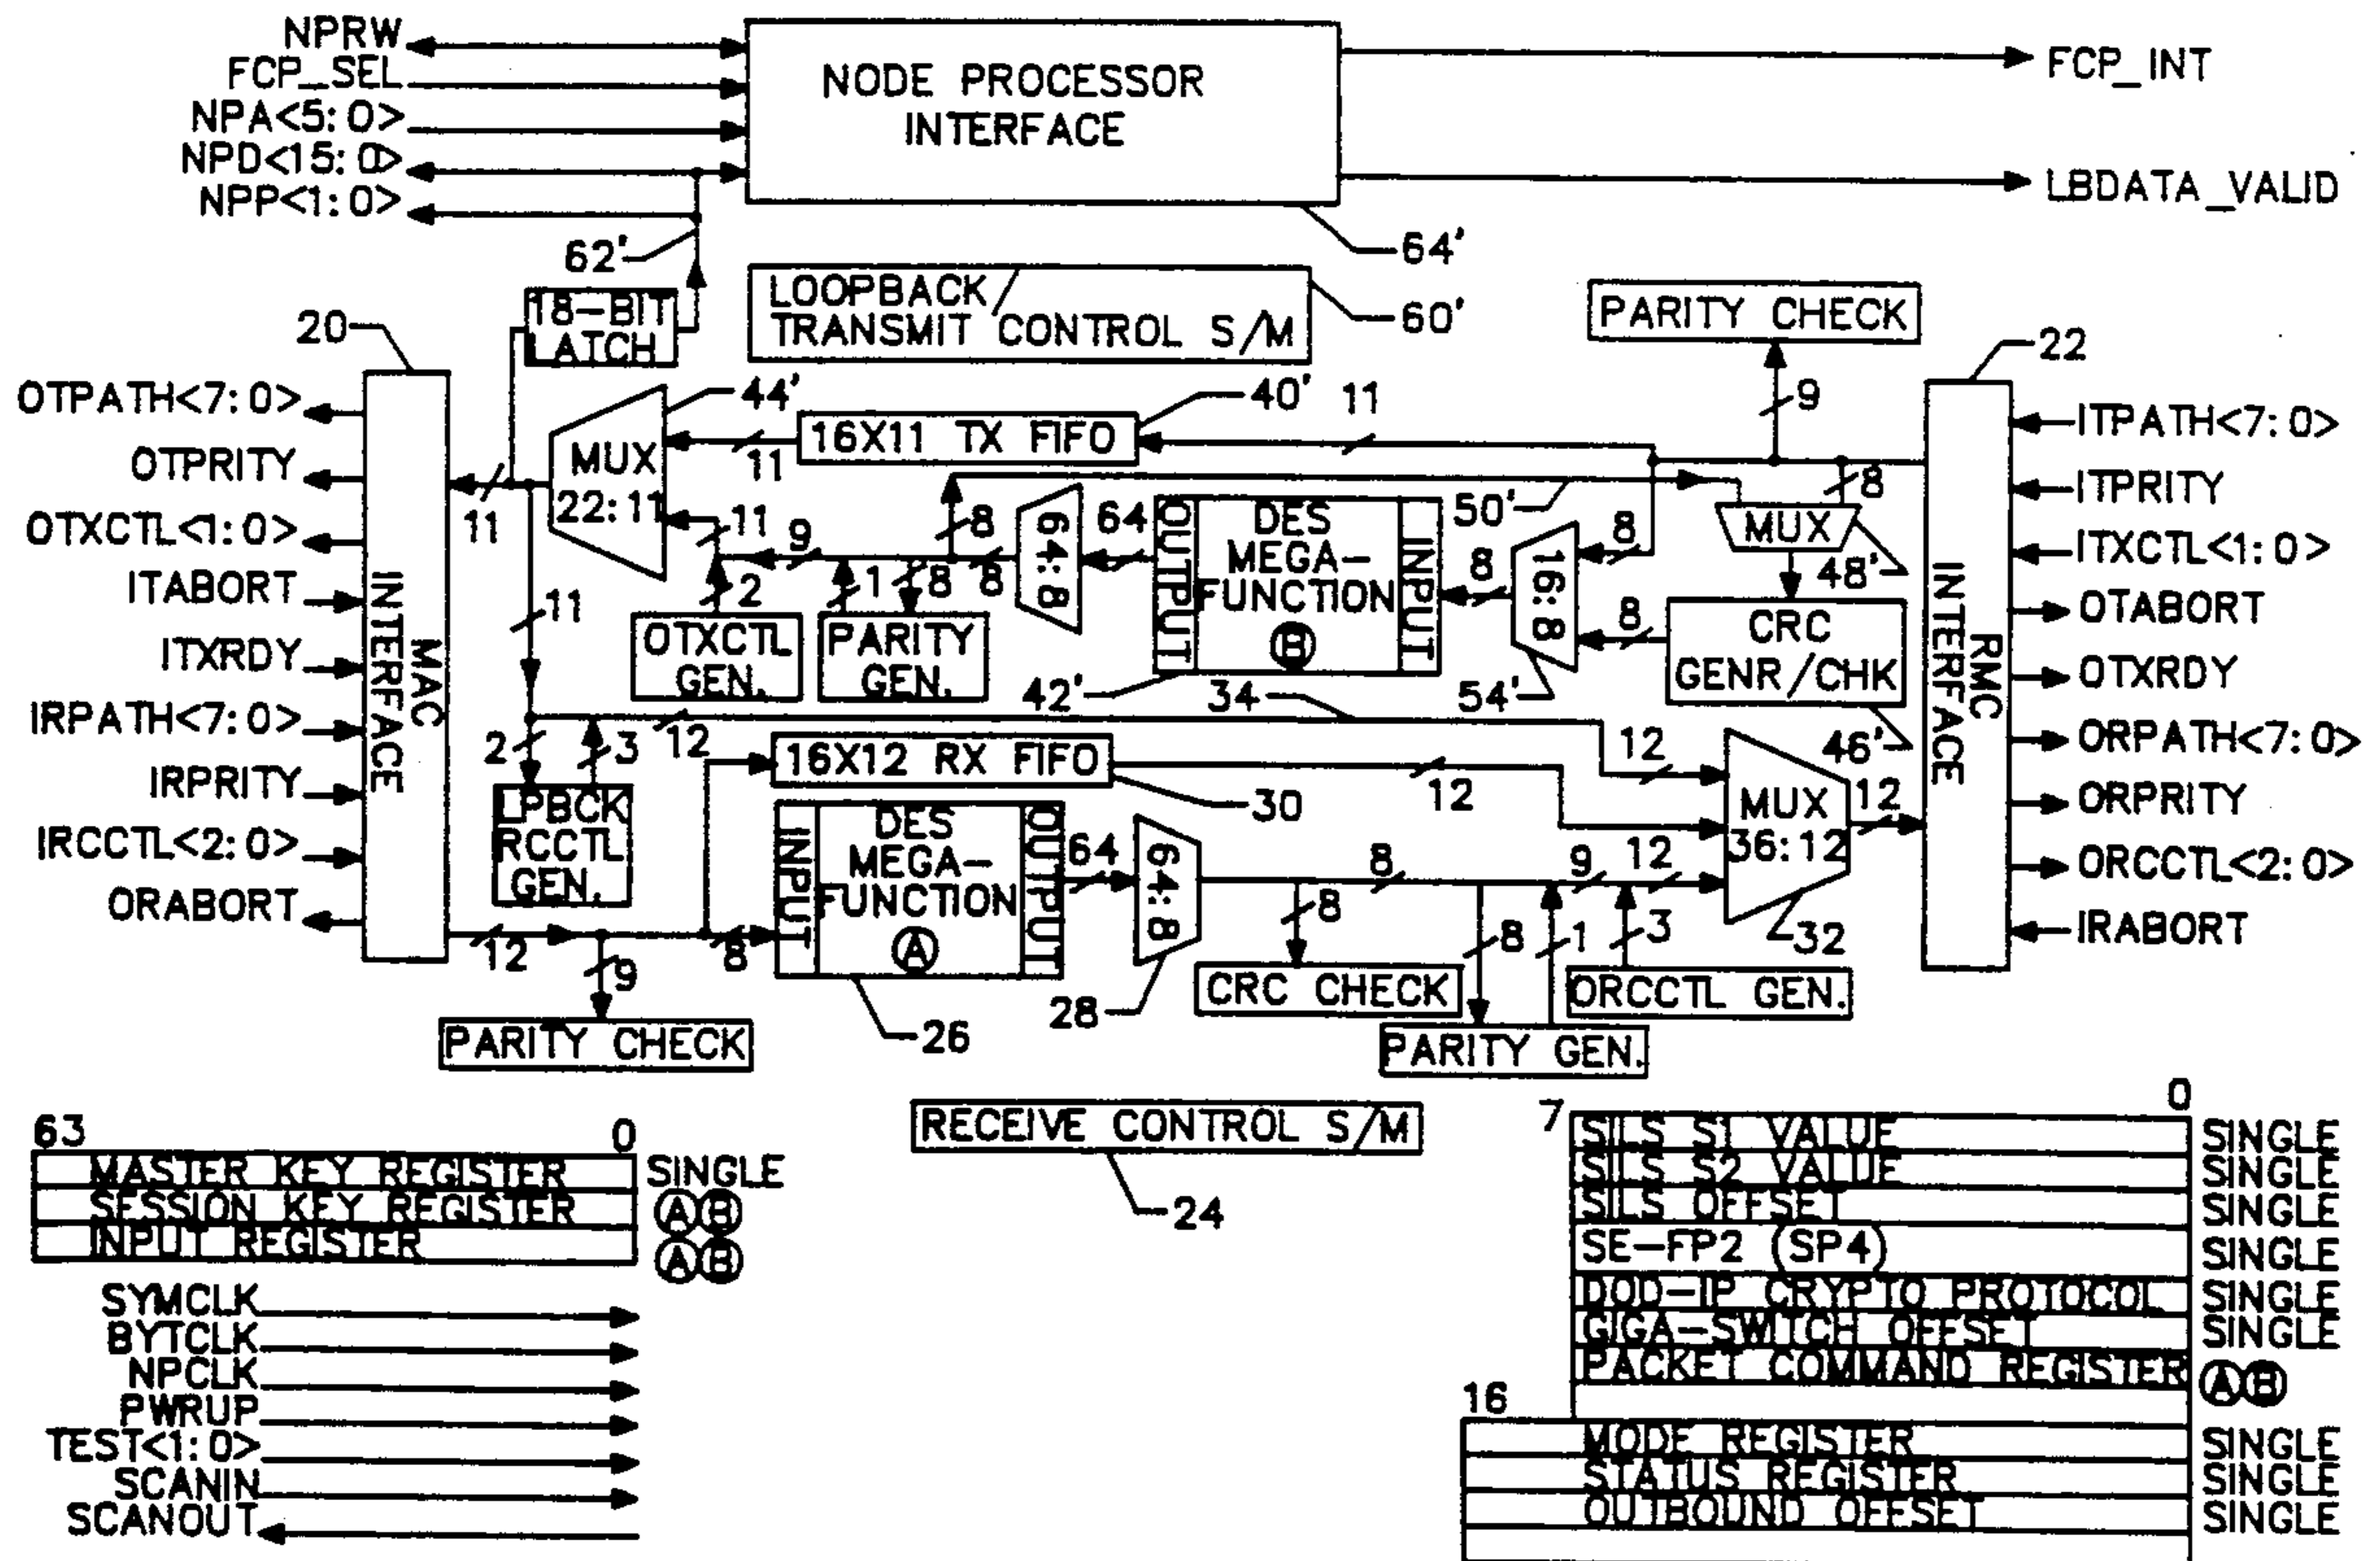 NPRW
FCP_SEL
NPA<5:0>
NPD<15:0>
NPP<1:0>
NODE PROCESSOR
INTERFACE
FCP_INT
LBDATA_VALID
62'
64'
18-BIT
LATCH
LOOPBACK/
TRANSMIT CONTROL S/M
60'
PARITY CHECK
20
22
OTPATH<7:0>
OTPRITY
OTXCTL<1:0>
ITABORT
ITXRDY
IRPATH<7:0>
IRPRITY
IRCCTL<2:0>
ORABORT
MAC
INTERFACE
44'
MUX
22:11
11
11
11
16X11 TX FIFO
40'
11
9
8
50'
MUX
48'
OTXCTL
GEN.
2
PARITY
GEN.
1
8
9
8
8
64:8
64
OUTPUT
DES
MEGA-
FUNCTION
B
INPUT
42'
8
16:8
8
8
54'
CRC
GENR/CHK
46'
RMC
INTERFACE
ITPATH<7:0>
ITPRITY
ITXCTL<1:0>
OTABORT
OTXRDY
ORPATH<7:0>
ORPRITY
ORCCTL<2:0>
IRABORT
11
2
3
12
34
12
LPBCK
RCCTL
GEN.
16X12 RX FIFO
30
12
MUX
36:12
12
32
12
9
8
PARITY CHECK
INPUT
DES
MEGA-
FUNCTION
A
OUTPUT
26
64
64:8
28
8
8
9
12
CRC CHECK
8
1
3
ORCCTL GEN.
PARITY GEN.
RECEIVE CONTROL S/M
24
63
0
MASTER KEY REGISTER SINGLE
SESSION KEY REGISTER A B
INPUT REGISTER A B
SYMCLK
BYTCLK
NPCLK
PWRUP
TEST<1:0>
SCANIN
SCANOUT
7
0
SILS S1 VALUE SINGLE
SILS S2 VALUE SINGLE
SILS OFFSET SINGLE
SE-FP2 (SP4) SINGLE
DOD-IP CRYPTO PROTOCOL SINGLE
GIGA-SWITCH OFFSET SINGLE
PACKET COMMAND REGISTER A B
16
MODE REGISTER SINGLE
STATUS REGISTER SINGLE
OUTBOUND OFFSET SINGLE